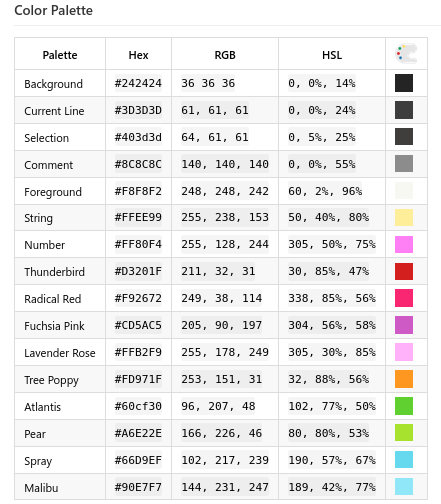 Color Palette
Palette Hex RGB HSL
Background #242424 36 36 36 0, 0%, 14%
Current Line #3D3D3D 61, 61, 61 0, 0%, 24%
Selection #403d3d 64, 61, 61 0, 5%, 25%
Comment #8C8C8C 140, 140, 140 0, 0%, 55%
Foreground #F8F8F2 248, 248, 242 60, 2%, 96%
String #FFEE99 255, 238, 153 50, 40%, 80%
Number #FF80F4 255, 128, 244 305, 50%, 75%
Thunderbird #D3201F 211, 32, 31 30, 85%, 47%
Radical Red #F92672 249, 38, 114 338, 85%, 56%
Fuchsia Pink #CD5AC5 205, 90, 197 304, 56%, 58%
Lavender Rose #FFB2F9 255, 178, 249 305, 30%, 85%
Tree Poppy #FD971F 253, 151, 31 32, 88%, 56%
Atlantis #60cf30 96, 207, 48 102, 77%, 50%
Pear #A6E22E 166, 226, 46 80, 80%, 53%
Spray #66D9EF 102, 217, 239 190, 57%, 67%
Malibu #90E7F7 144, 231, 247 189, 42%, 77%